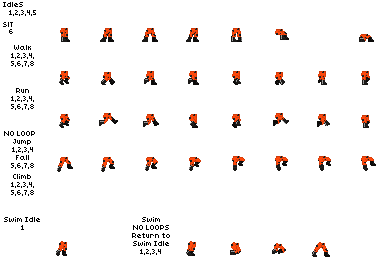 IdleS
1,2,3,4,5
SIT
6
Walk
1,2,3,4,
5,6,7,8
Run
1,2,3,4,
5,6,7,8
NO LOOP
Jump
1,2,3,4
Fall
5,6,7,8
Climb
1,2,3,4,
5,6,7,8
Swim Idle
1
Swim
NO LOOPS
Return to
Swim Idle
1,2,3,4